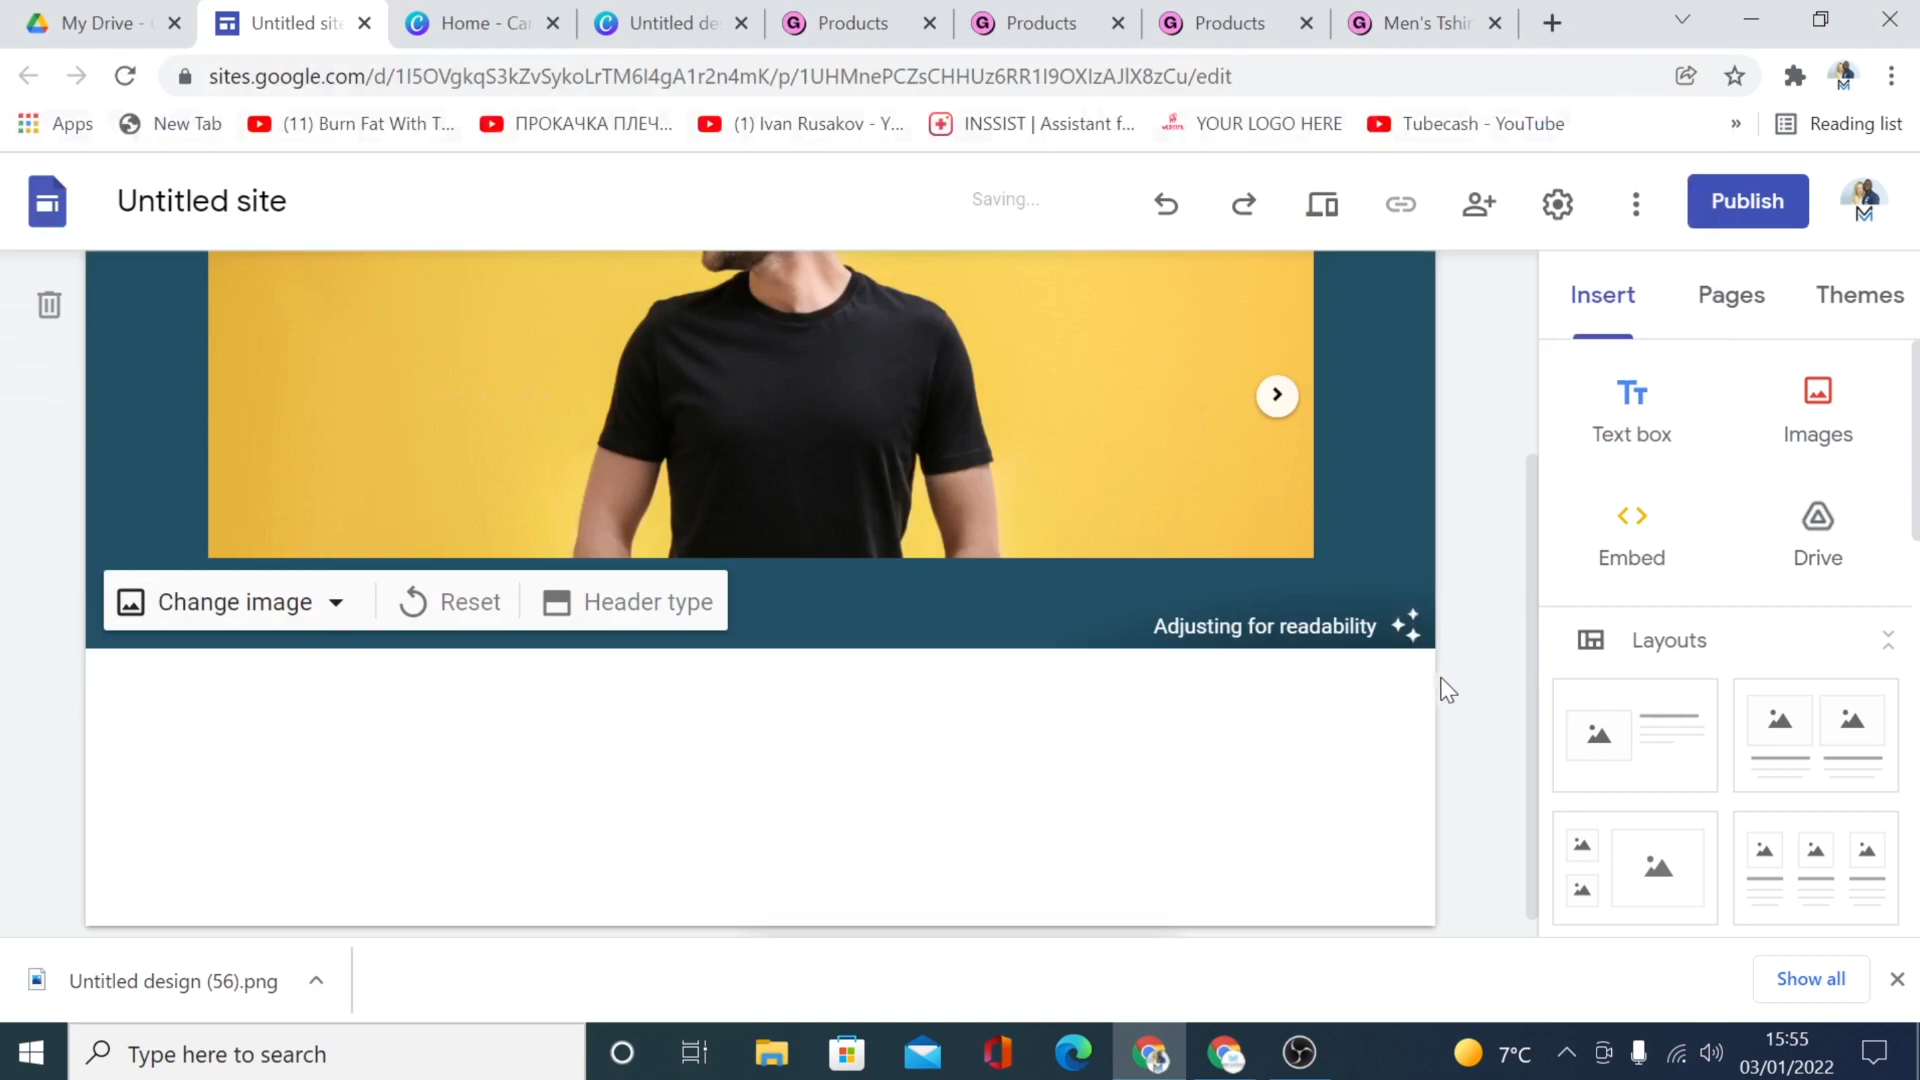 My Drive - G
Untitled site
Home - Can
Untitled de
Products
Products
Products
Men's Tshir
sites.google.com/d/1I5OVgkqS3kZvSykoLrTM6I4gA1r2n4mK/p/1UHMnePCZsCHHUz6RR1I9OXIzAJlX8zCu/edit
Apps
New Tab
(11) Burn Fat With T...
ПРОКАЧКА ПЛЕЧ...
(1) Ivan Rusakov - Y...
INSSIST | Assistant f...
YOUR LOGO HERE
Tubecash - YouTube
»
Reading list
Untitled site
Saving...
Publish
Insert
Pages
Themes
Text box
Images
Embed
Drive
Layouts
Change image
Reset
Header type
Adjusting for readability
Untitled design (56).png
Show all
Type here to search
7°C
15:55
03/01/2022